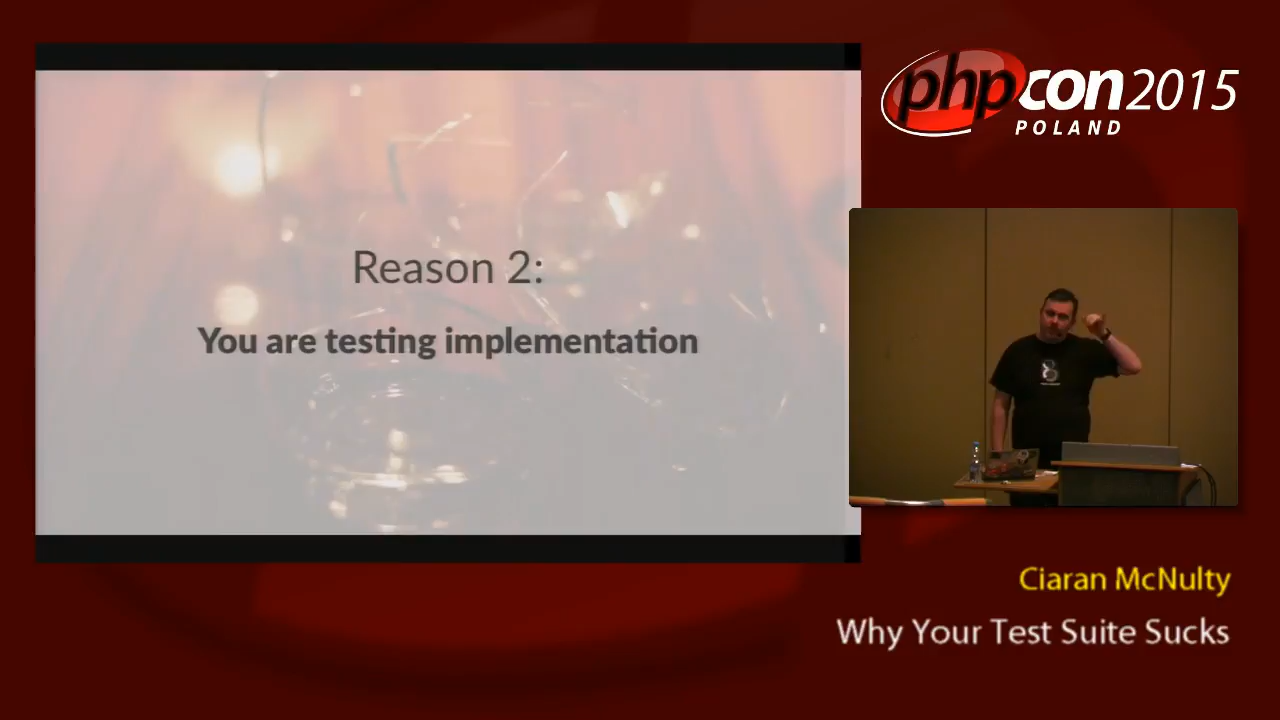 Reason 2:
You are testing implementation
phpcon2015
POLAND
Ciaran McNulty
Why Your Test Suite Sucks